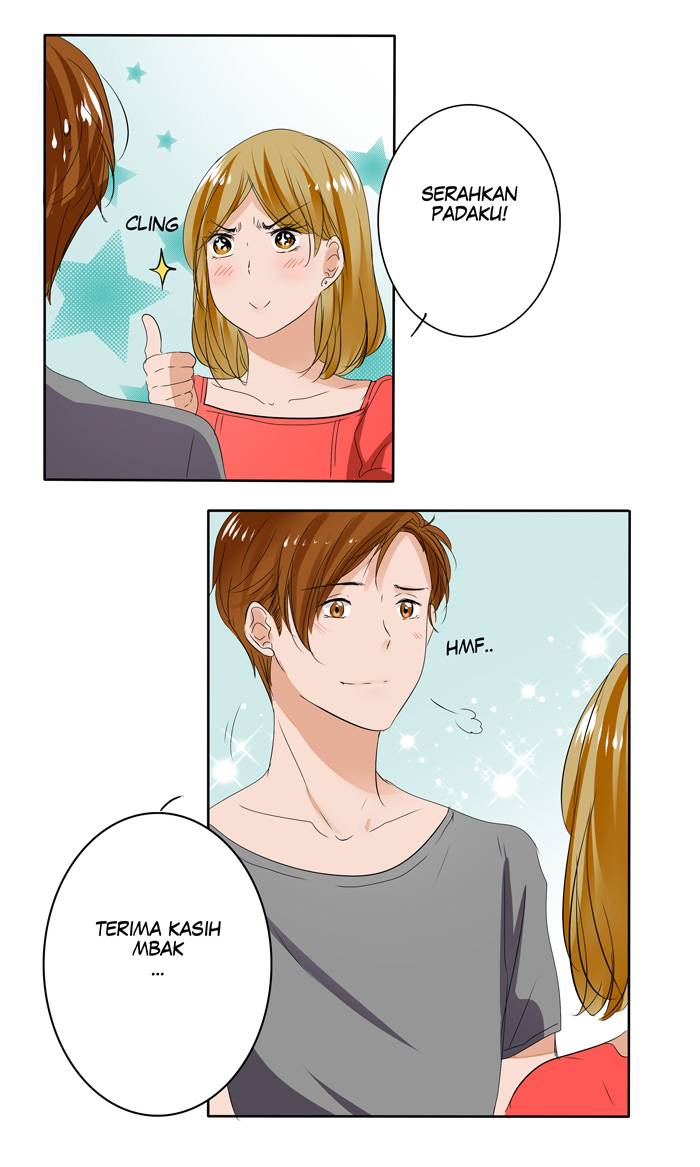 CLING
SERAHKAN
PADAKU!
HMF..
TERIMA KASIH
MBAK
...